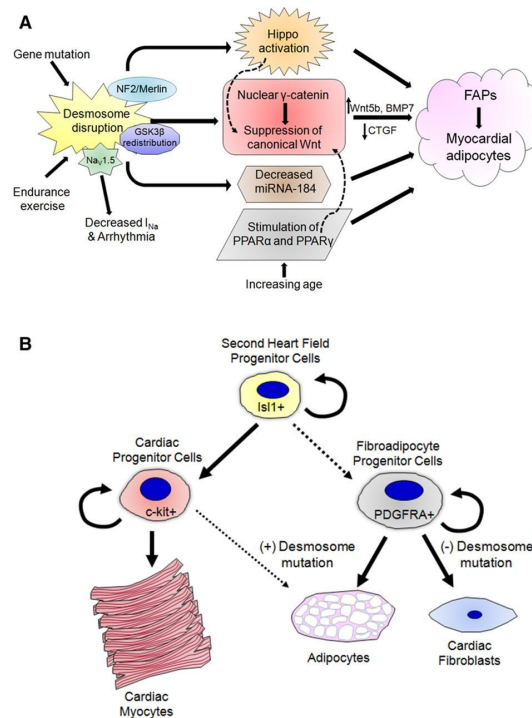 A
Gene mutation
NF2/Merlin
Desmosome
disruption
GSK3β
redistribution
NaV1.5
Endurance
exercise
Decreased INa
& Arrhythmia
Hippo
activation
Nuclear γ-catenin
Suppression of
canonical Wnt
Wnt5b, BMP7
CTGF
Decreased
miRNA-184
Stimulation of
PPARα and PPARγ
Increasing age
FAPs
Myocardial
adipocytes
B
Second Heart Field
Progenitor Cells
Isl1+
Cardiac
Progenitor Cells
c-kit+
Fibroadipocyte
Progenitor Cells
PDGFRA+
(+) Desmosome
mutation
(-) Desmosome
mutation
Cardiac
Myocytes
Adipocytes
Cardiac
Fibroblasts